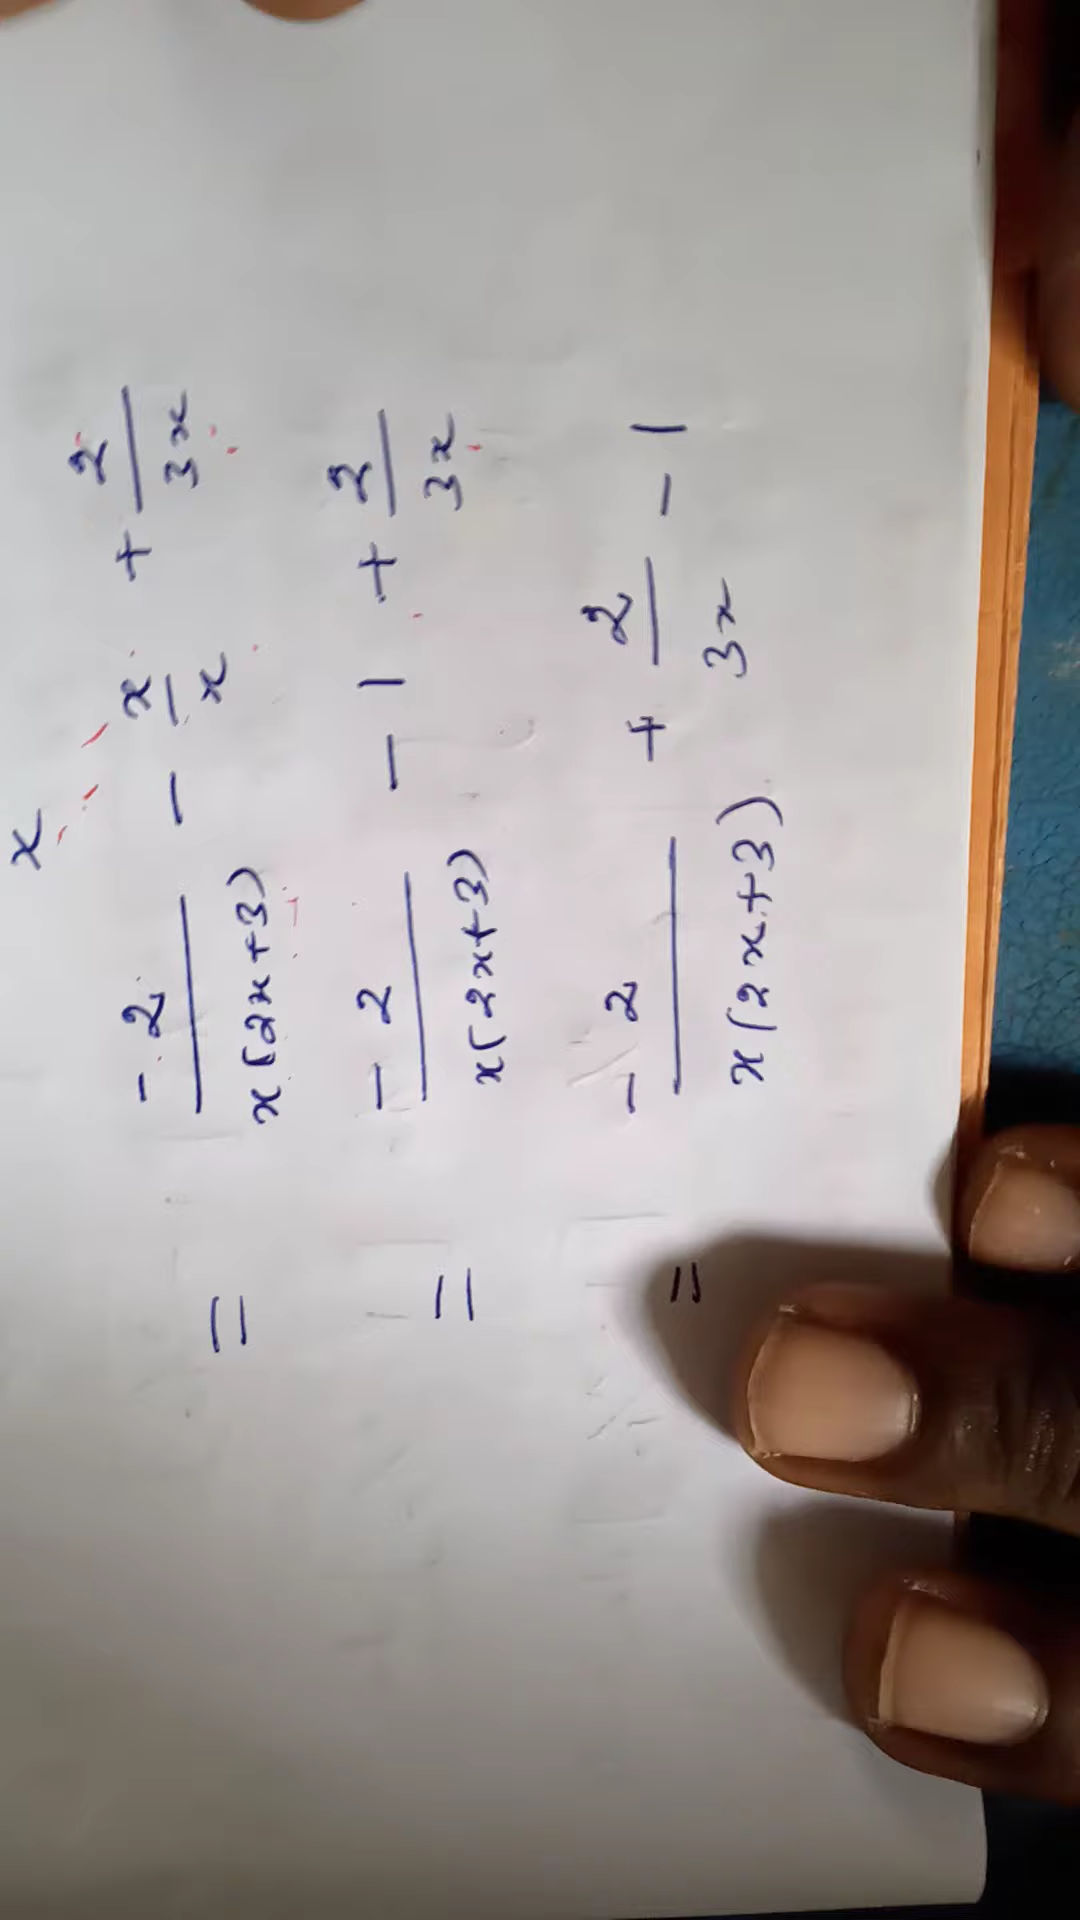 x
= -2/x(2x+3) - x/x + 2/3x
= -2/x(2x+3) - 1 + 2/3x
= -2/x(2x+3) + 2/3x - 1